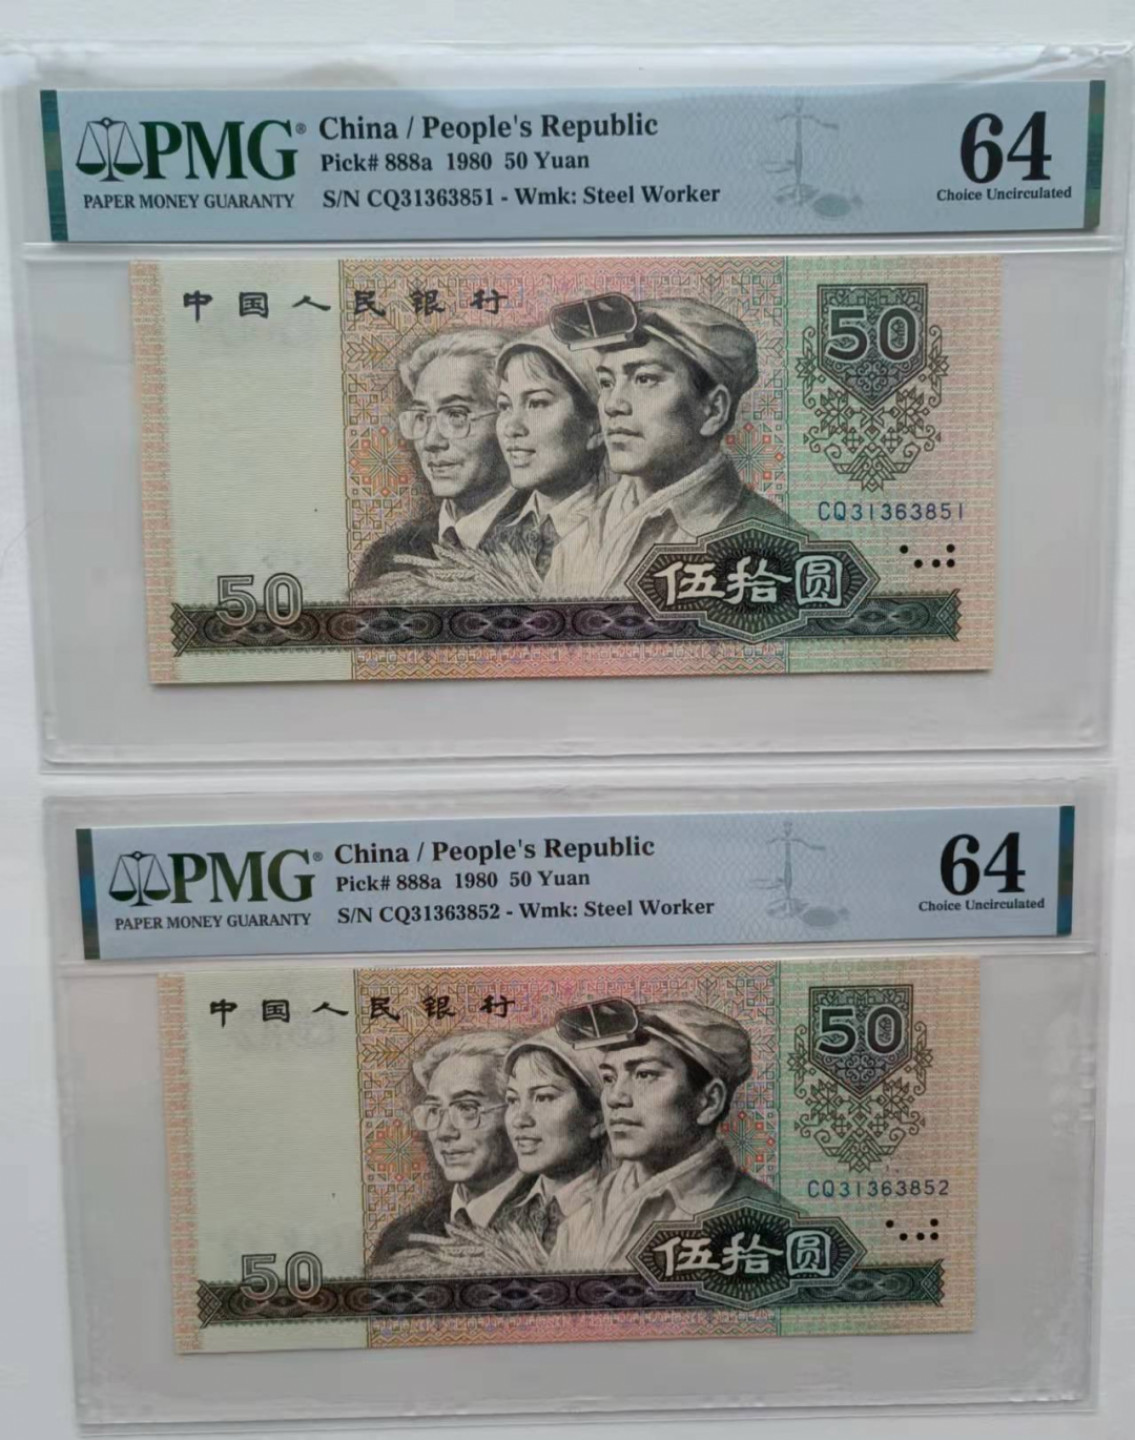 PMG®
PAPER MONEY GUARANTY
China / People's Republic
Pick# 888a 1980 50 Yuan
S/N CQ31363851 - Wmk: Steel Worker
64
Choice Uncirculated
中国人民银行
50
CQ31363851
50
伍拾圆
PMG®
PAPER MONEY GUARANTY
China / People's Republic
Pick# 888a 1980 50 Yuan
S/N CQ31363852 - Wmk: Steel Worker
64
Choice Uncirculated
中国人民银行
50
CQ31363852
50
伍拾圆